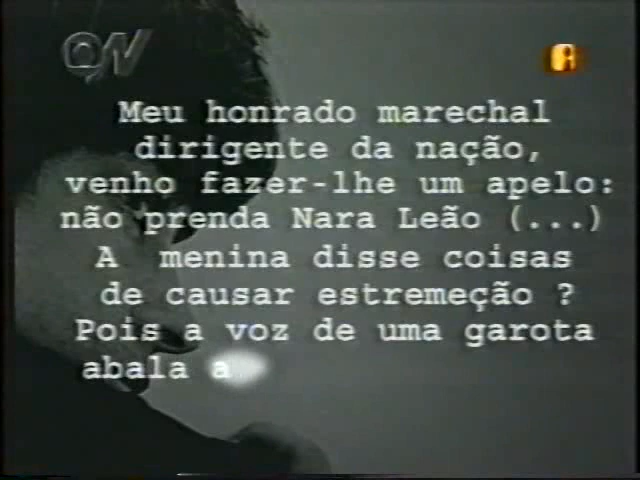 Meu honrado marechal
dirigente da nação,
venho fazer-lhe um apelo:
não prenda Nara Leão (...)
A menina disse coisas
de causar estremeção ?
Pois a voz de uma garota
abala a